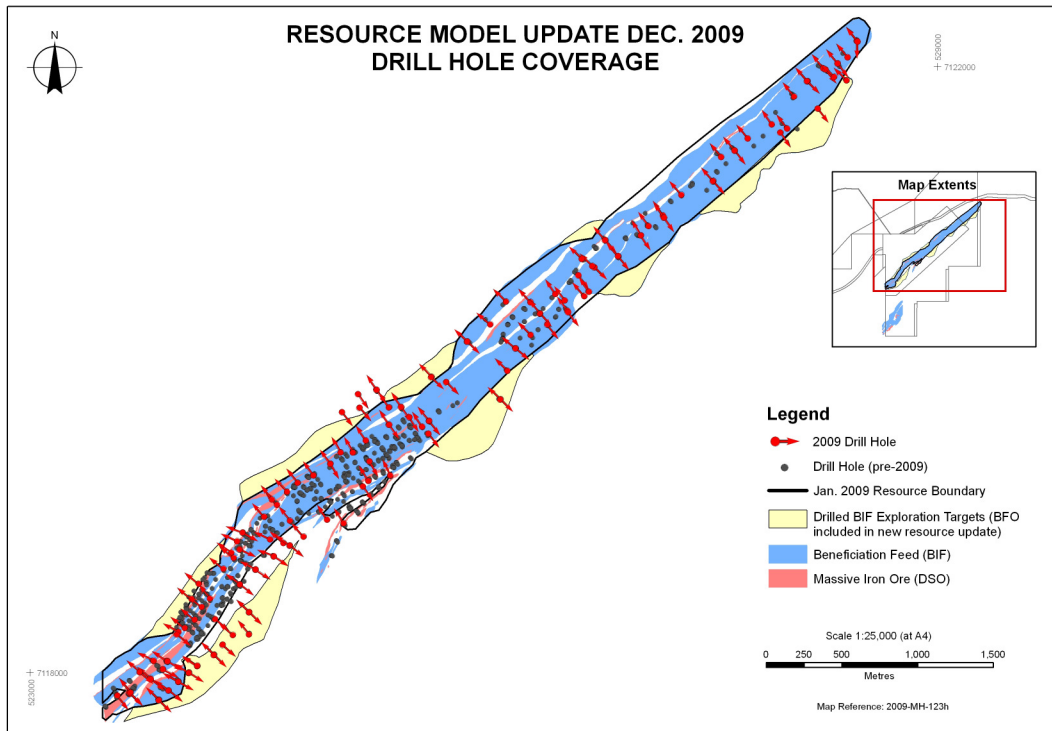 RESOURCE MODEL UPDATE DEC. 2009
DRILL HOLE COVERAGE
N
529000
7122000
Map Extents
Legend
2009 Drill Hole
Drill Hole (pre-2009)
Jan. 2009 Resource Boundary
Drilled BIF Exploration Targets (BFO
included in new resource update)
Beneficiation Feed (BIF)
Massive Iron Ore (DSO)
Scale 1:25,000 (at A4)
0 250 500 1,000 1,500
Metres
Map Reference: 2009-MH-123h
7118000
523000